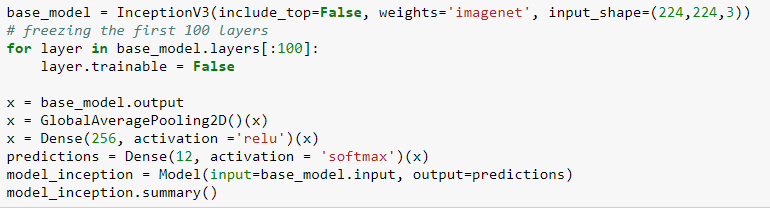 base_model = InceptionV3(include_top=False, weights='imagenet', input_shape=(224,224,3))
# freezing the first 100 layers
for layer in base_model.layers[:100]:
    layer.trainable = False

x = base_model.output
x = GlobalAveragePooling2D()(x)
x = Dense(256, activation ='relu')(x)
predictions = Dense(12, activation = 'softmax')(x)
model_inception = Model(input=base_model.input, output=predictions)
model_inception.summary()